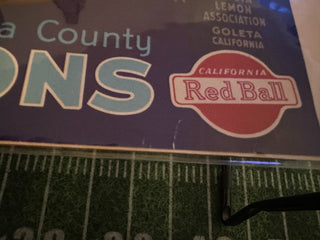 LEMON
ASSOCIATION
GOLETA
CALIFORNIA
a County
ONS
CALIFORNIA
Red Ball